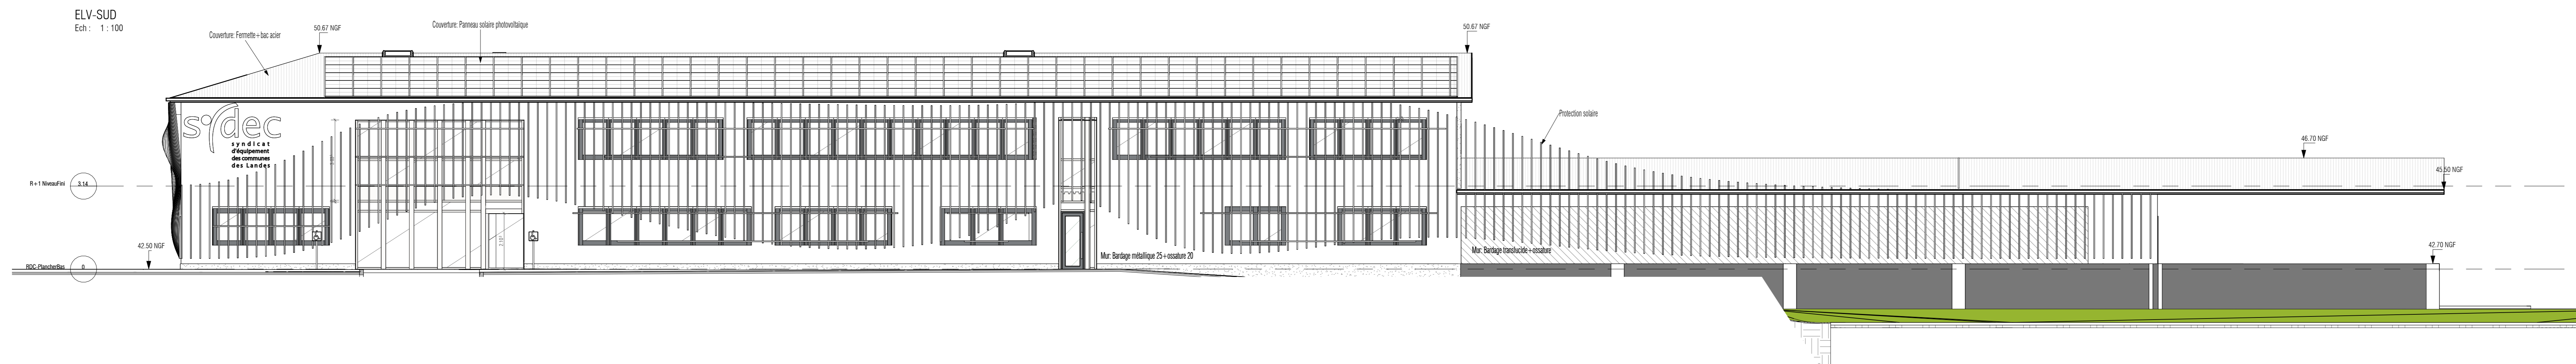 ELV-SUD
Ech : 1 : 100
Couverture: Fermette+bac acier
50.67 NGF
Couverture: Panneau solaire photovoltaïque
50.67 NGF
sydec
syndicat
d'équipement
des communes
des Landes
Protection solaire
46.70 NGF
45.50 NGF
R+1 NiveauFini
3.14
42.50 NGF
RDC-PlancherBas
0
Mur: Bardage métallique 25+ossature 20
Mur: Bardage translucide+ossature
42.70 NGF